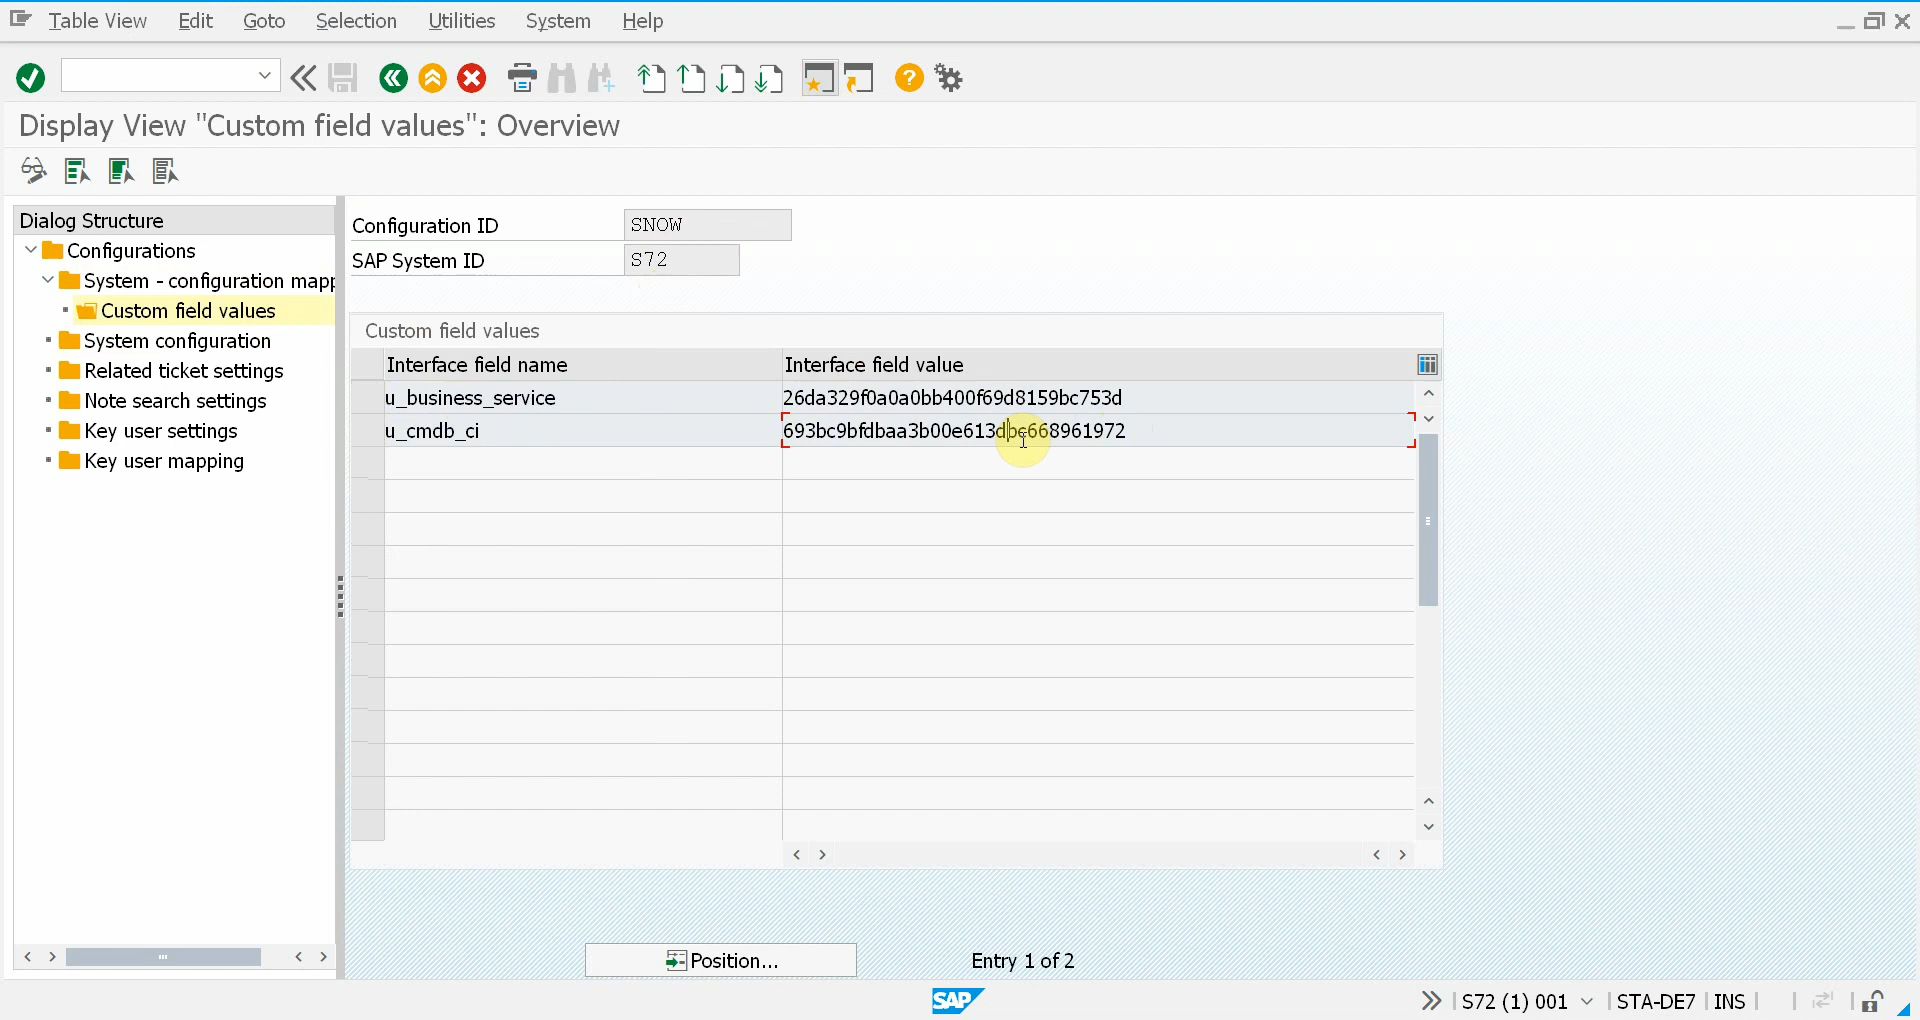 Table View Edit Goto Selection Utilities System Help
Display View "Custom field values": Overview
Dialog Structure
Configurations
System - configuration mapp
Custom field values
System configuration
Related ticket settings
Note search settings
Key user settings
Key user mapping
Configuration ID SNOW
SAP System ID S72
Custom field values
Interface field name Interface field value
u_business_service 26da329f0a0a0bb400f69d8159bc753d
u_cmdb_ci 693bc9bfdbaa3b00e613dbc668961972
Position... Entry 1 of 2
SAP S72 (1) 001 STA-DE7 INS